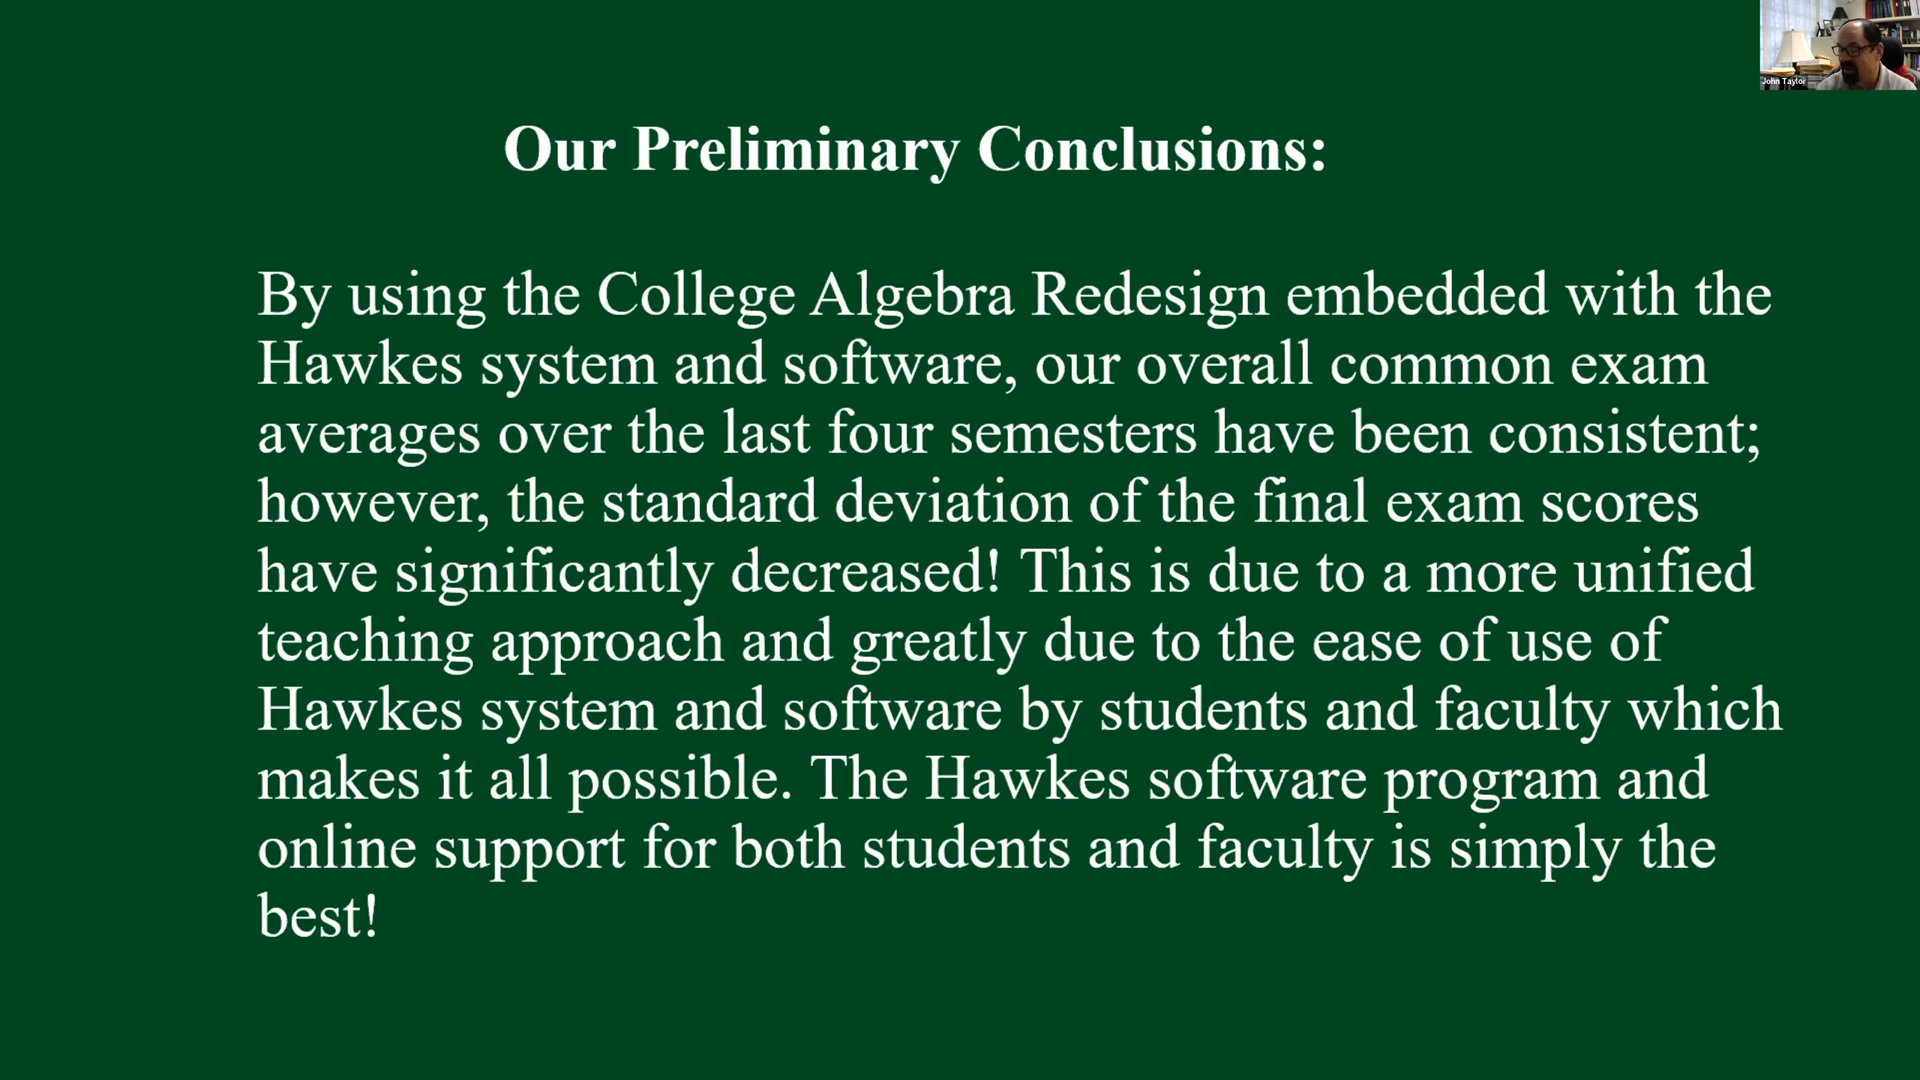 John Taylor
Our Preliminary Conclusions:
By using the College Algebra Redesign embedded with the
Hawkes system and software, our overall common exam
averages over the last four semesters have been consistent;
however, the standard deviation of the final exam scores
have significantly decreased! This is due to a more unified
teaching approach and greatly due to the ease of use of
Hawkes system and software by students and faculty which
makes it all possible. The Hawkes software program and
online support for both students and faculty is simply the
best!